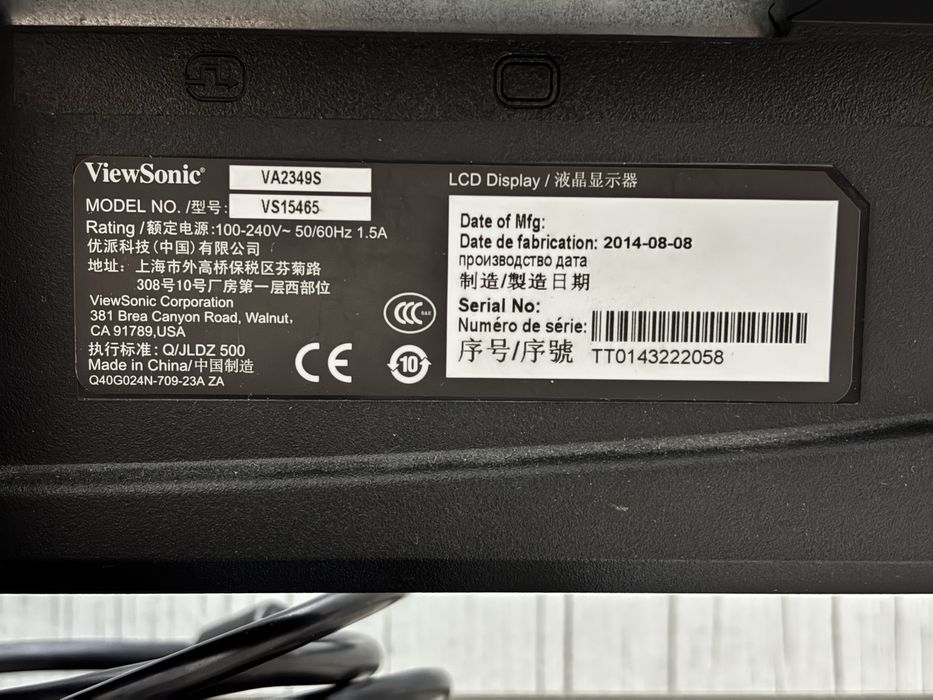 ViewSonic®
VA2349S
MODEL NO. /型号: VS15465
Rating /额定电源:100-240V~ 50/60Hz 1.5A
优派科技(中国)有限公司
地址: 上海市外高桥保税区芬菊路
308号10号厂房第一层西部位
ViewSonic Corporation
381 Brea Canyon Road, Walnut,
CA 91789,USA
执行标准: Q/JLDZ 500
Made in China/中国制造
Q40G024N-709-23A ZA
CCC S&E
CE
10
LCD Display / 液晶显示器
Date of Mfg:
Date de fabrication: 2014-08-08
производство дата
制造/製造日期
Serial No:
Numéro de série:
序号/序號 TT0143222058